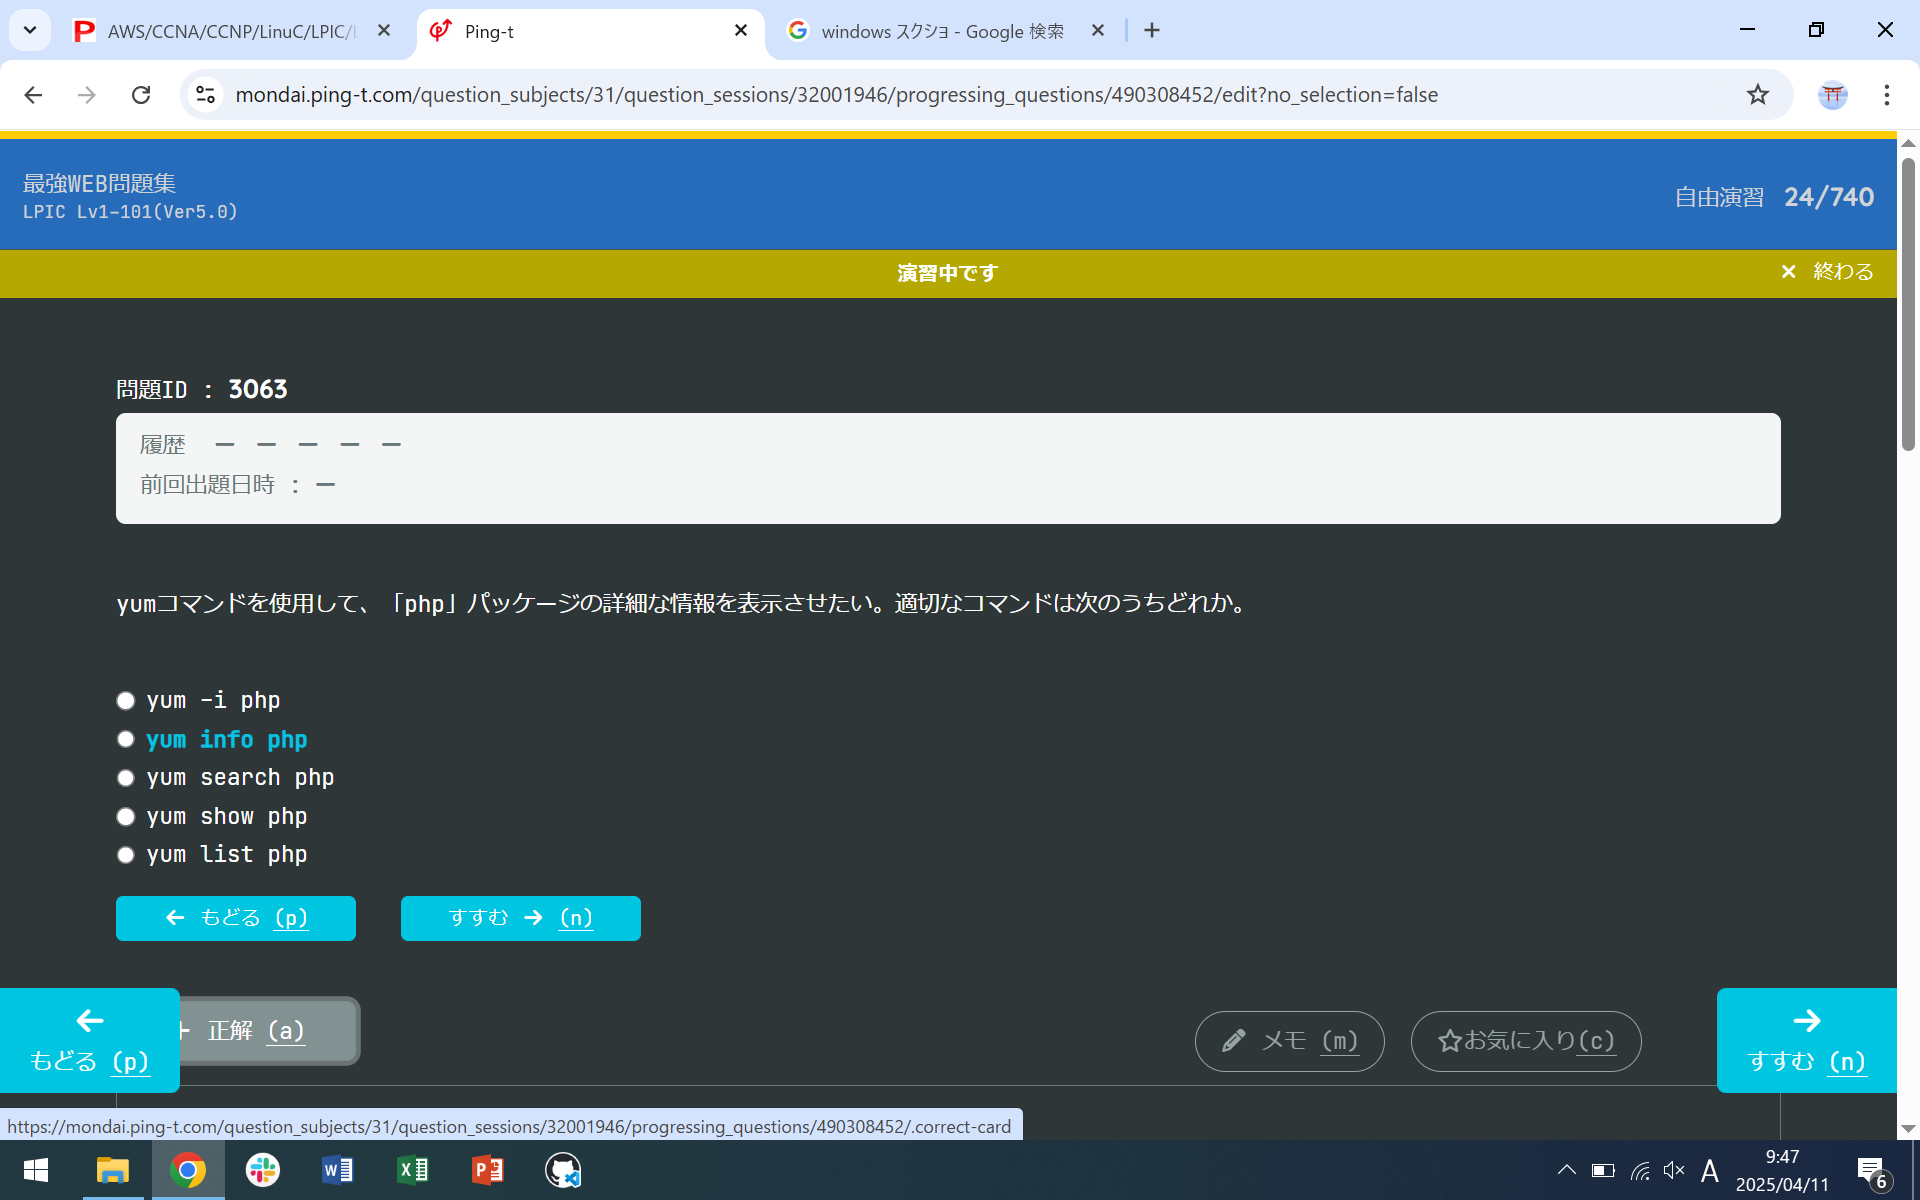 AWS/CCNA/CCNP/LinuC/LPIC/
Ping-t
windows スクショ - Google 検索
mondai.ping-t.com/question_subjects/31/question_sessions/32001946/progressing_questions/490308452/edit?no_selection=false
最強WEB問題集
LPIC Lv1-101(Ver5.0)
自由演習 24/740
演習中です
× 終わる
問題ID : 3063
履歴 ー ー ー ー ー
前回出題日時 : ー
yumコマンドを使用して、「php」パッケージの詳細な情報を表示させたい。適切なコマンドは次のうちどれか。
yum -i php
yum info php
yum search php
yum show php
yum list php
← もどる (p)
すすむ → (n)
正解 (a)
メモ (m)
☆お気に入り(c)
← もどる (p)
→ すすむ (n)
https://mondai.ping-t.com/question_subjects/31/question_sessions/32001946/progressing_questions/490308452/.correct-card
A
9:47
2025/04/11
6